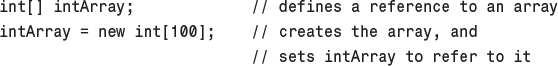 int[] intArray; // defines a reference to an array
intArray = new int[100]; // creates the array, and
// sets intArray to refer to it